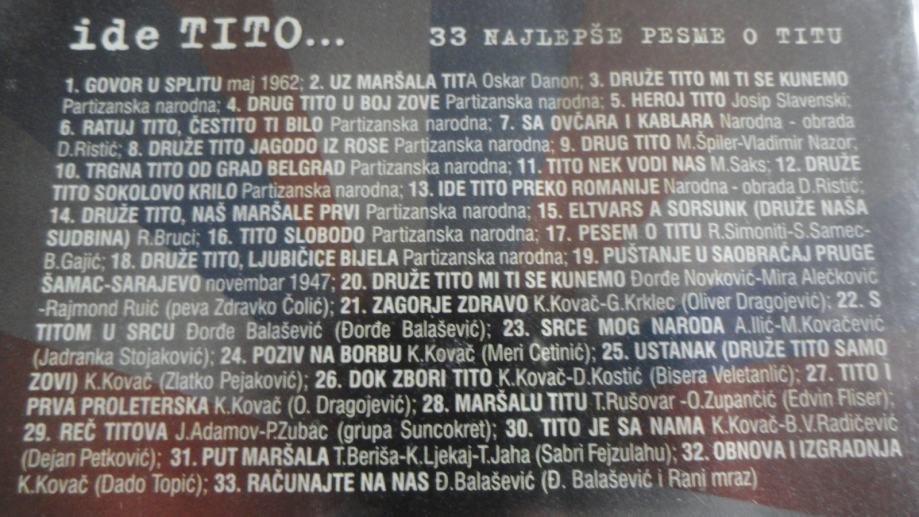 ide TITO... 33 NAJLEPŠE PESME O TITU
1. GOVOR U SPLITU maj 1962; 2. UZ MARŠALA TITA Oskar Danon; 3. DRUŽE TITO MI TI SE KUNEMO
Partizanska narodna; 4. DRUG TITO U BOJ ZOVE Partizanska narodna; 5. HEROJ TITO Josip Slavenski;
6. RATUJ TITO, ČESTITO TI BILO Partizanska narodna; 7. SA OVČARA I KABLARA Narodna - obrada
D.Ristić; 8. DRUŽE TITO JAGODO IZ ROSE Partizanska narodna; 9. DRUG TITO M.Špiler-Vladimir Nazor;
10. TRGNA TITO OD GRAD BELGRAD Partizanska narodna; 11. TITO NEK VODI NAS M.Saks; 12. DRUŽE
TITO SOKOLOVO KRILO Partizanska narodna; 13. IDE TITO PREKO ROMANIJE Narodna - obrada D.Ristić;
14. DRUŽE TITO, NAŠ MARŠALE PRVI Partizanska narodna; 15. ELTVARS A SORSUNK (DRUŽE NAŠA
SUDBINA) R.Bruci; 16. TITO SLOBODO Partizanska narodna; 17. PESEM O TITU R.Simoniti-S.Samec-
B.Gajić; 18. DRUŽE TITO, LJUBIČICE BIJELA Partizanska narodna; 19. PUŠTANJE U SAOBRAĆAJ PRUGE
ŠAMAC-SARAJEVO novembar 1947; 20. DRUŽE TITO MI TI SE KUNEMO Đorđe Novković-Mira Alečković
-Rajmond Ruić (peva Zdravko Čolić); 21. ZAGORJE ZDRAVO K.Kovač-G.Krklec (Oliver Dragojević); 22. S
TITOM U SRCU Đorđe Balašević (Đorđe Balašević); 23. SRCE MOG NARODA A.Ilić-M.Kovačević
(Jadranka Stojaković); 24. POZIV NA BORBU K.Kovač (Meri Cetinić); 25. USTANAK (DRUŽE TITO SAMO
ZOVI) K.Kovač (Zlatko Pejaković); 26. DOK ZBORI TITO K.Kovač-D.Kostić (Bisera Veletanlić); 27. TITO I
PRVA PROLETERSKA K.Kovač (O. Dragojević); 28. MARŠALU TITU T.Rušovar -O.Zupančić (Edvin Fliser);
29. REČ TITOVA J.Adamov-P.Zubac (grupa Suncokret); 30. TITO JE SA NAMA K.Kovač-B.V.Radičević
(Dejan Petković); 31. PUT MARŠALA T.Beriša-K.Ljekaj-T.Jaha (Sabri Fejzulahu); 32. OBNOVA I IZGRADNJA
K.Kovač (Dado Topić); 33. RAČUNAJTE NA NAS Đ.Balašević (Đ. Balašević i Rani mraz)